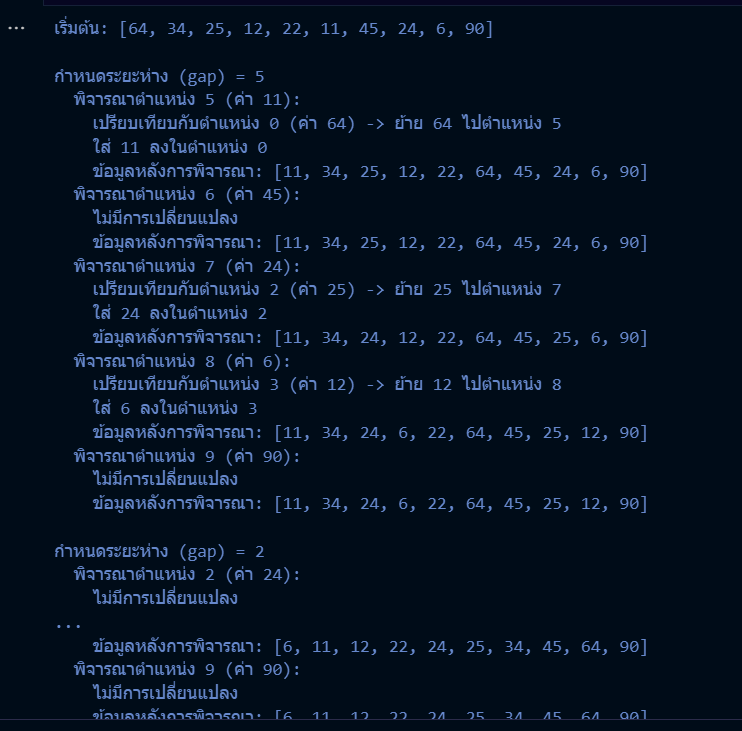 ...
เริ่มต้น: [64, 34, 25, 12, 22, 11, 45, 24, 6, 90]
กำหนดระยะห่าง (gap) = 5
พิจารณาตำแหน่ง 5 (ค่า 11):
เปรียบเทียบกับตำแหน่ง 0 (ค่า 64) -> ย้าย 64 ไปตำแหน่ง 5
ใส่ 11 ลงในตำแหน่ง 0
ข้อมูลหลังการพิจารณา: [11, 34, 25, 12, 22, 64, 45, 24, 6, 90]
พิจารณาตำแหน่ง 6 (ค่า 45):
ไม่มีการเปลี่ยนแปลง
ข้อมูลหลังการพิจารณา: [11, 34, 25, 12, 22, 64, 45, 24, 6, 90]
พิจารณาตำแหน่ง 7 (ค่า 24):
เปรียบเทียบกับตำแหน่ง 2 (ค่า 25) -> ย้าย 25 ไปตำแหน่ง 7
ใส่ 24 ลงในตำแหน่ง 2
ข้อมูลหลังการพิจารณา: [11, 34, 24, 12, 22, 64, 45, 25, 6, 90]
พิจารณาตำแหน่ง 8 (ค่า 6):
เปรียบเทียบกับตำแหน่ง 3 (ค่า 12) -> ย้าย 12 ไปตำแหน่ง 8
ใส่ 6 ลงในตำแหน่ง 3
ข้อมูลหลังการพิจารณา: [11, 34, 24, 6, 22, 64, 45, 25, 12, 90]
พิจารณาตำแหน่ง 9 (ค่า 90):
ไม่มีการเปลี่ยนแปลง
ข้อมูลหลังการพิจารณา: [11, 34, 24, 6, 22, 64, 45, 25, 12, 90]
กำหนดระยะห่าง (gap) = 2
พิจารณาตำแหน่ง 2 (ค่า 24):
ไม่มีการเปลี่ยนแปลง
...
ข้อมูลหลังการพิจารณา: [6, 11, 12, 22, 24, 25, 34, 45, 64, 90]
พิจารณาตำแหน่ง 9 (ค่า 90):
ไม่มีการเปลี่ยนแปลง
ข้อมูลหลังการพิจารณา: [6, 11, 12, 22, 24, 25, 34, 45, 64, 90]